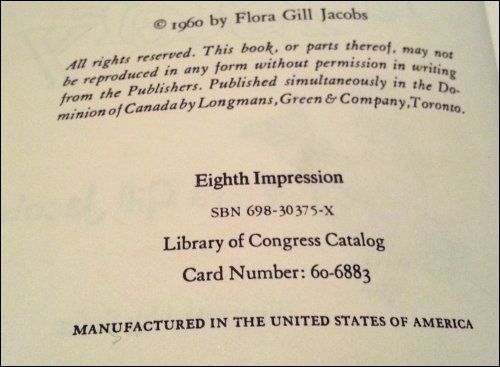 © 1960 by Flora Gill Jacobs
All rights reserved. This book, or parts thereof, may not
be reproduced in any form without permission in writing
from the Publishers. Published simultaneously in the Do-
minion of Canada by Longmans, Green & Company, Toronto.
Eighth Impression
SBN 698-30375-X
Library of Congress Catalog
Card Number: 60-6883
MANUFACTURED IN THE UNITED STATES OF AMERICA